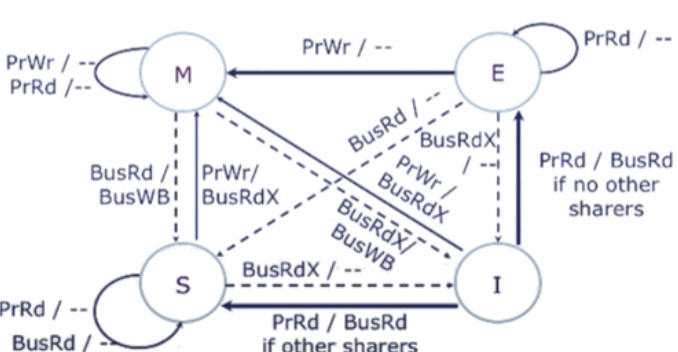 PrWr / --
PrRd / --
PrWr / --
PrRd /--
M
E
BusRd / --
BusRdX
/ --
BusRd /
BusWB
PrWr/
BusRdX
PrWr /
BusRdX
PrRd / BusRd
if no other
sharers
BusRdX/
BusWB
S
BusRdX / --
I
PrRd / --
BusRd / --
PrRd / BusRd
if other sharers